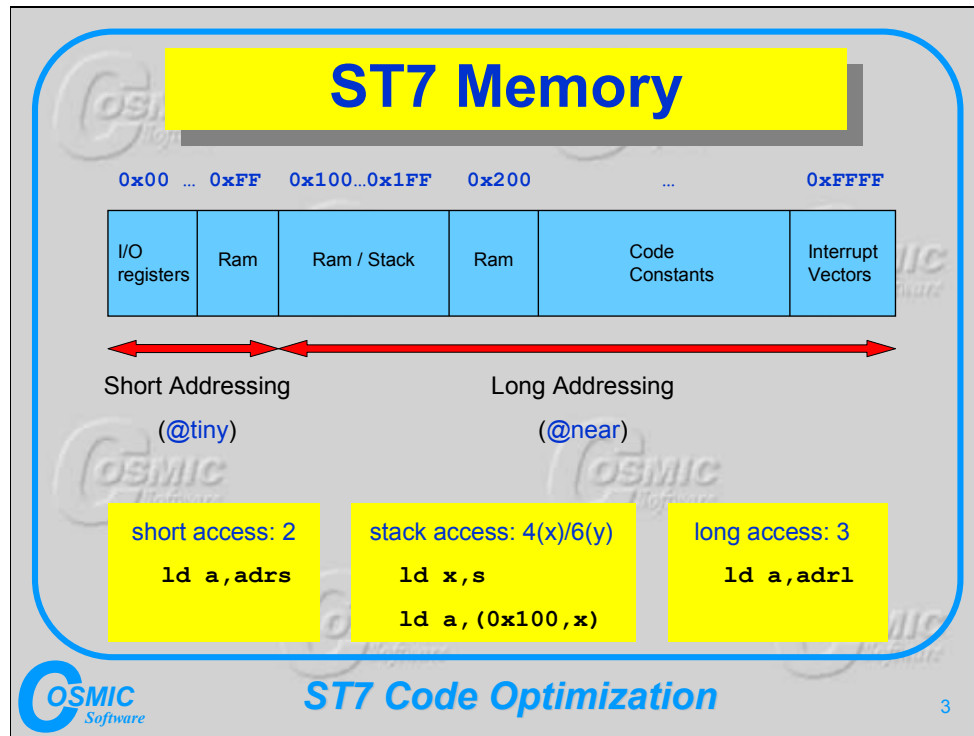 ST7 Memory
0x00 … 0xFF 0x100…0x1FF 0x200 … 0xFFFF
I/O registers
Ram
Ram / Stack
Ram
Code
Constants
Interrupt
Vectors
Short Addressing
(@tiny)
Long Addressing
(@near)
short access: 2
ld a,adrs
stack access: 4(x)/6(y)
ld x,s
ld a,(0x100,x)
long access: 3
ld a,adrl
COSMIC
Software
ST7 Code Optimization
3